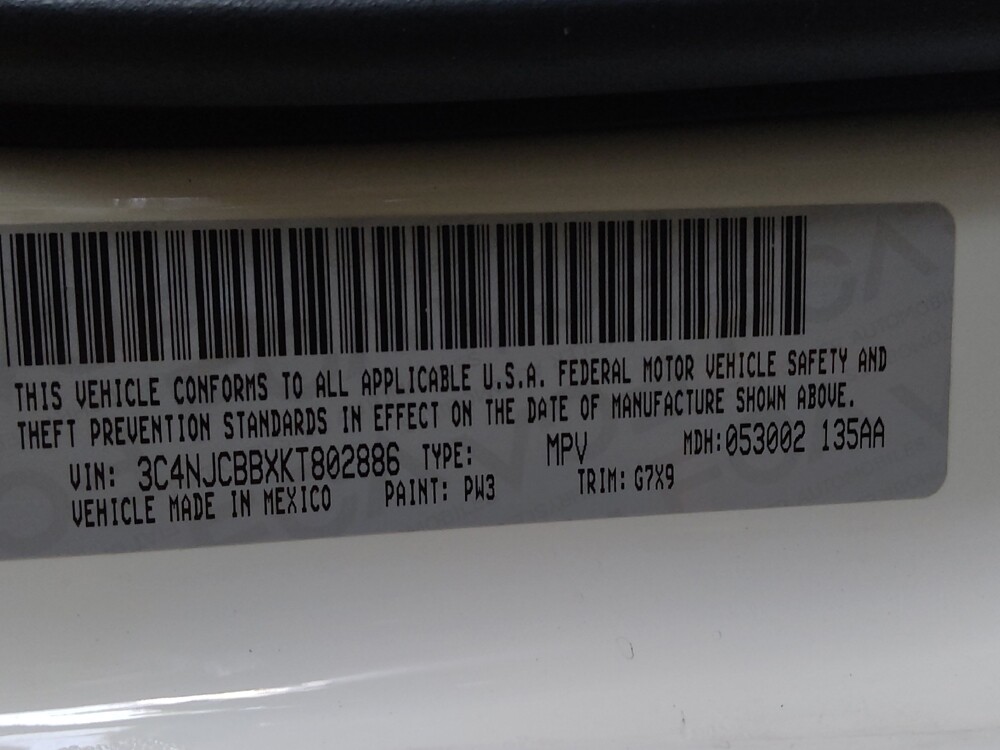 THIS VEHICLE CONFORMS TO ALL APPLICABLE U.S.A. FEDERAL MOTOR VEHICLE SAFETY AND
THEFT PREVENTION STANDARDS IN EFFECT ON THE DATE OF MANUFACTURE SHOWN ABOVE.
VIN: 3C4NJCBBXKT802886 TYPE: MPV MDH: 053002 135AA
VEHICLE MADE IN MEXICO PAINT: PW3 TRIM: G7X9